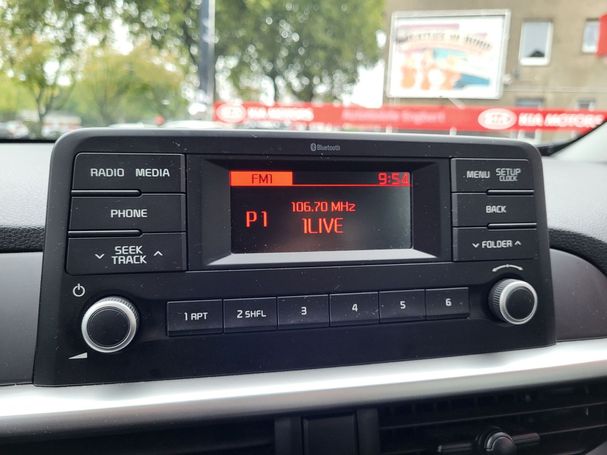 KIA MOTORS
KIA MOTORS
Bluetooth
RADIO MEDIA
PHONE
SEEK
TRACK
FM1 9:54
106.70 MHz
P1 1LIVE
MENU SETUP
CLOCK
BACK
FOLDER
1 RPT
2 SHFL
3
4
5
6